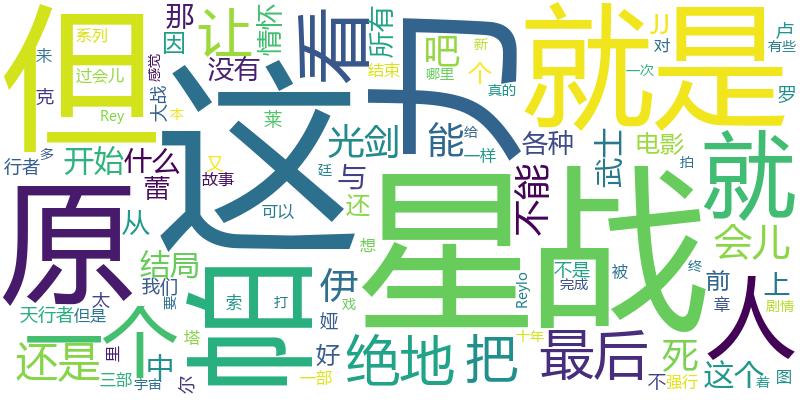 但
这
力
就是
星战
原
帕
看
让
那
因
情怀
所有
系列
来
克
过会儿
Rey
感觉
大战
本
没有
莱
结束
吧
哪里
个
新
真的
JJ
对
卢
有些
一次
罗
行者
多
开始
什么
蕾
又
故事
光剑
廷
与
能
给
一样
各种
武士
电影
拍
就
可以
从
还
想
不能
会儿
结局
我们
要
太
天行者
但是
一个
里
塔
索
打
伊
娅
戏
Reylo
不是
完成
被
终
前
章
上
剧情
人
还是
三部
宇宙
中
尔
好
一部
绝地
把
十年
最后
死
不
强行
这个
着
图